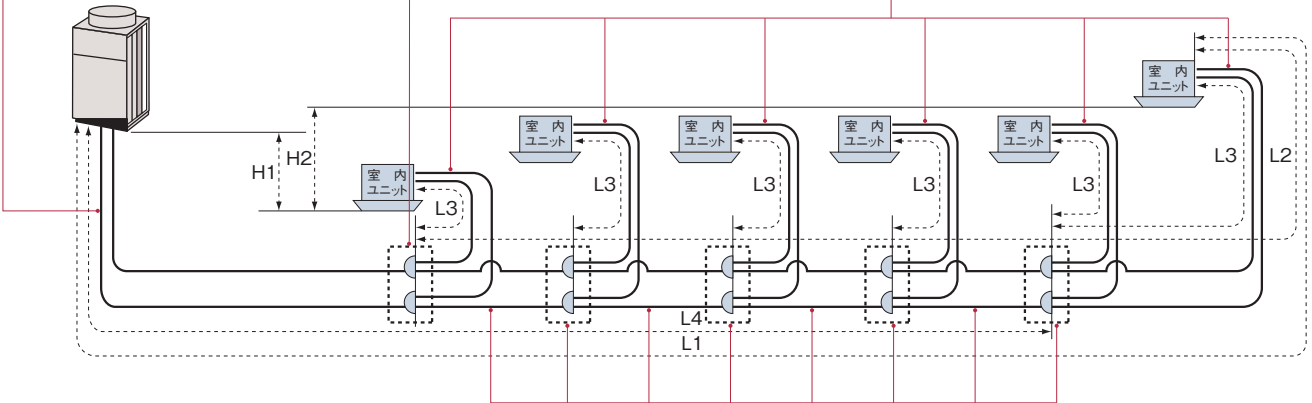 室 内
ユニット
H1
H2
室 内
ユニット
L3
室 内
ユニット
L3
室 内
ユニット
L3
室 内
ユニット
L3
室 内
ユニット
L3
L3
L2
L4
L1